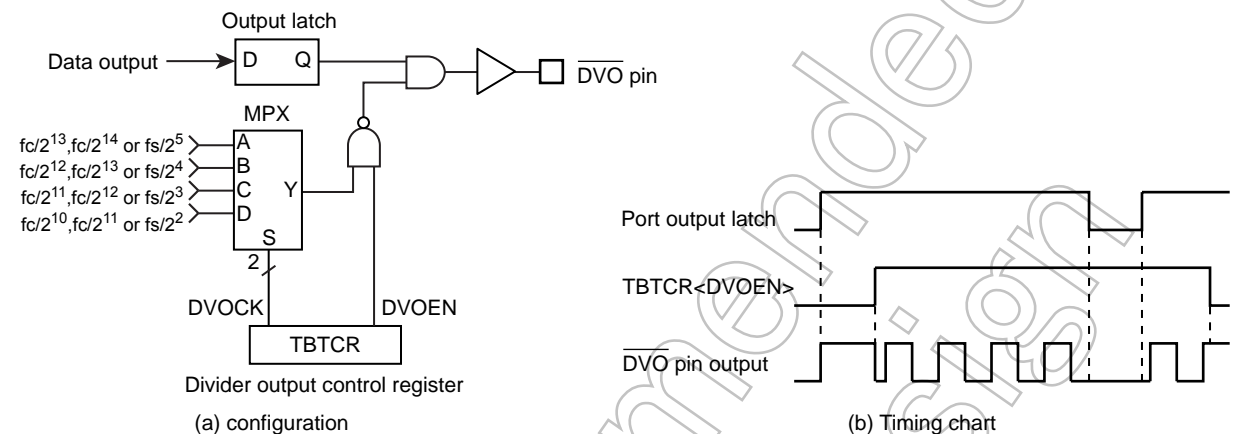 Output latch
Data output
D
Q
DVO pin
MPX
fc/2^13,fc/2^14 or fs/2^5
A
fc/2^12,fc/2^13 or fs/2^4
B
fc/2^11,fc/2^12 or fs/2^3
C
Y
fc/2^10,fc/2^11 or fs/2^2
D
S
2
DVOCK
DVOEN
TBTCR
Divider output control register
(a) configuration
Port output latch
TBTCR<DVOEN>
DVO pin output
(b) Timing chart